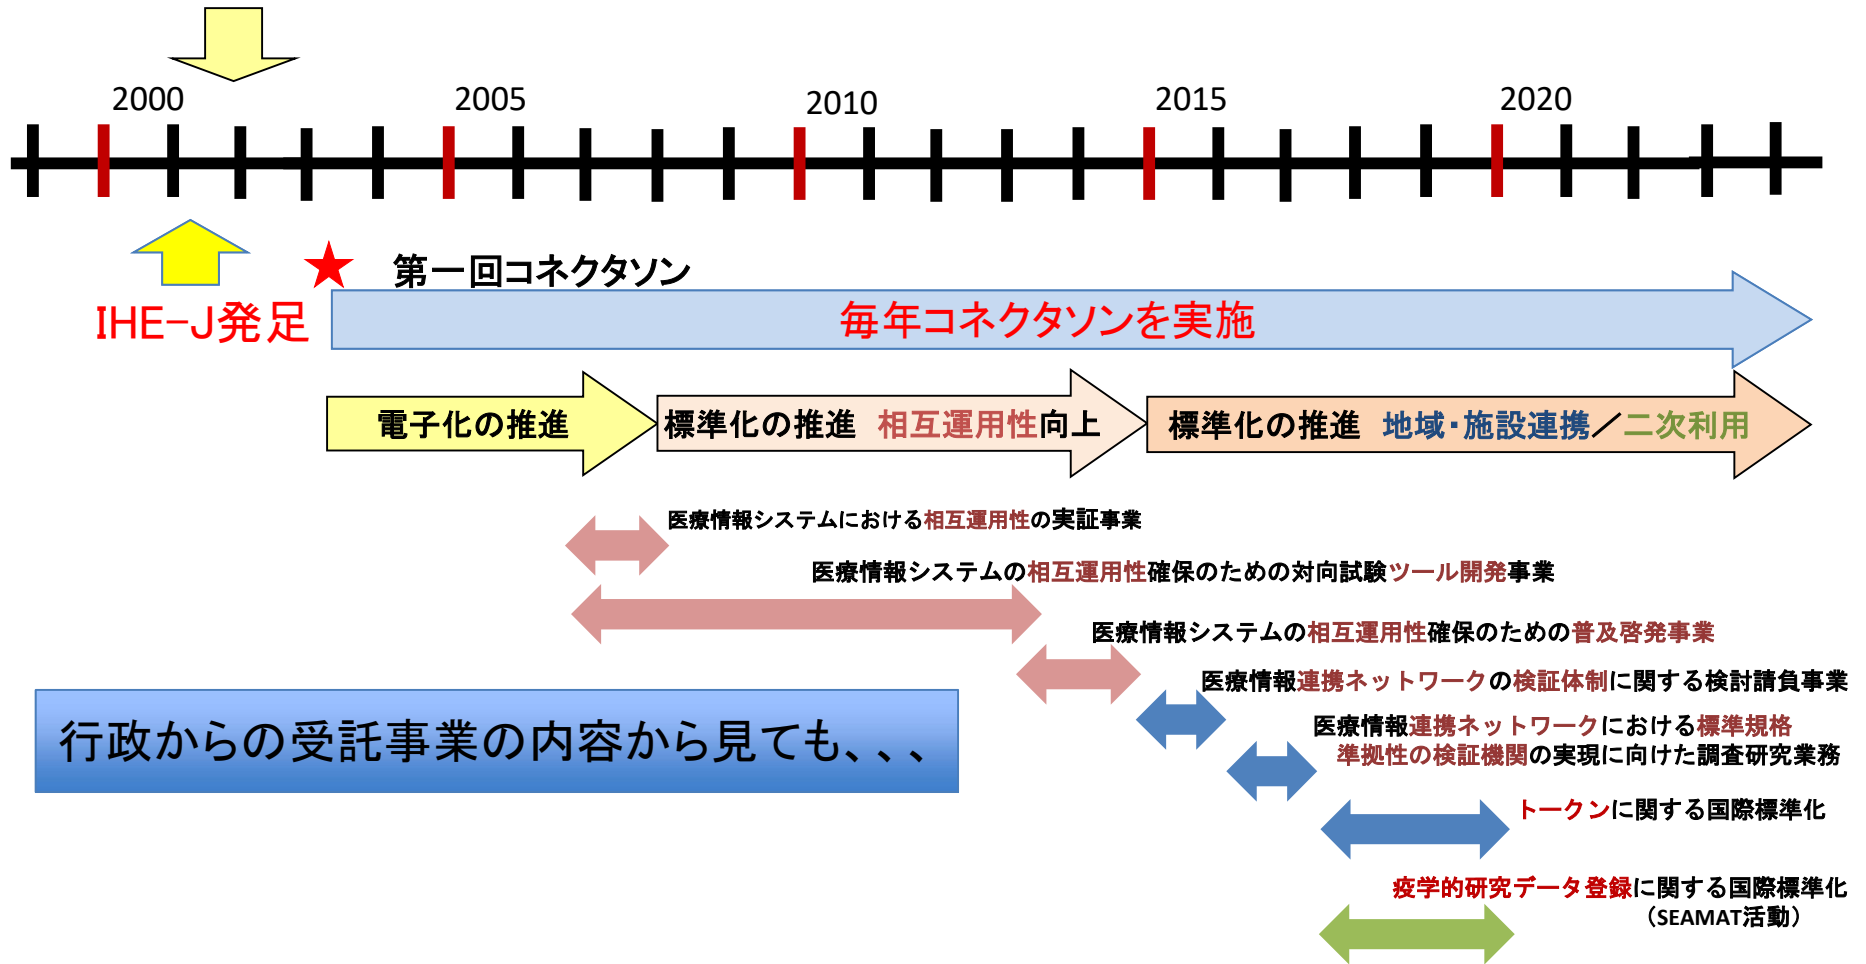 2000
2005
2010
2015
2020
第一回コネクタソン
IHE-J発足
毎年コネクタソンを実施
電子化の推進
標準化の推進 相互運用性向上
標準化の推進 地域・施設連携／二次利用
医療情報システムにおける相互運用性の実証事業
医療情報システムの相互運用性確保のための対向試験ツール開発事業
医療情報システムの相互運用性確保のための普及啓発事業
医療情報連携ネットワークの検証体制に関する検討請負事業
行政からの受託事業の内容から見ても、、、
医療情報連携ネットワークにおける標準規格
準拠性の検証機関の実現に向けた調査研究業務
トークンに関する国際標準化
疫学的研究データ登録に関する国際標準化
（SEAMAT活動）